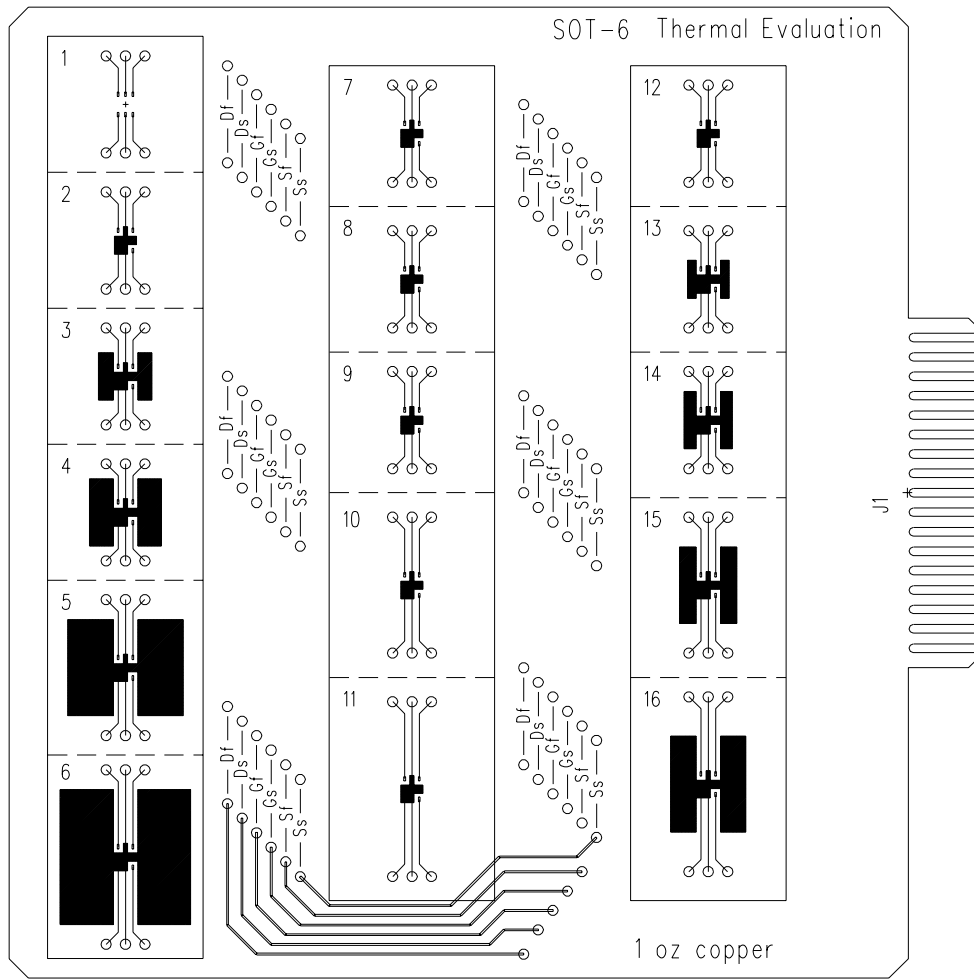 SOT-6 Thermal Evaluation
1
2
3
4
5
6
Df
Ds
Gf
Gs
Sf
Ss
Df
Ds
Gf
Gs
Sf
Ss
Df
Ds
Gf
Gs
Sf
Ss
7
8
9
10
11
Df
Ds
Gf
Gs
Sf
Ss
Df
Ds
Gf
Gs
Sf
Ss
Df
Ds
Gf
Gs
Sf
Ss
12
13
14
15
16
J1
1 oz copper